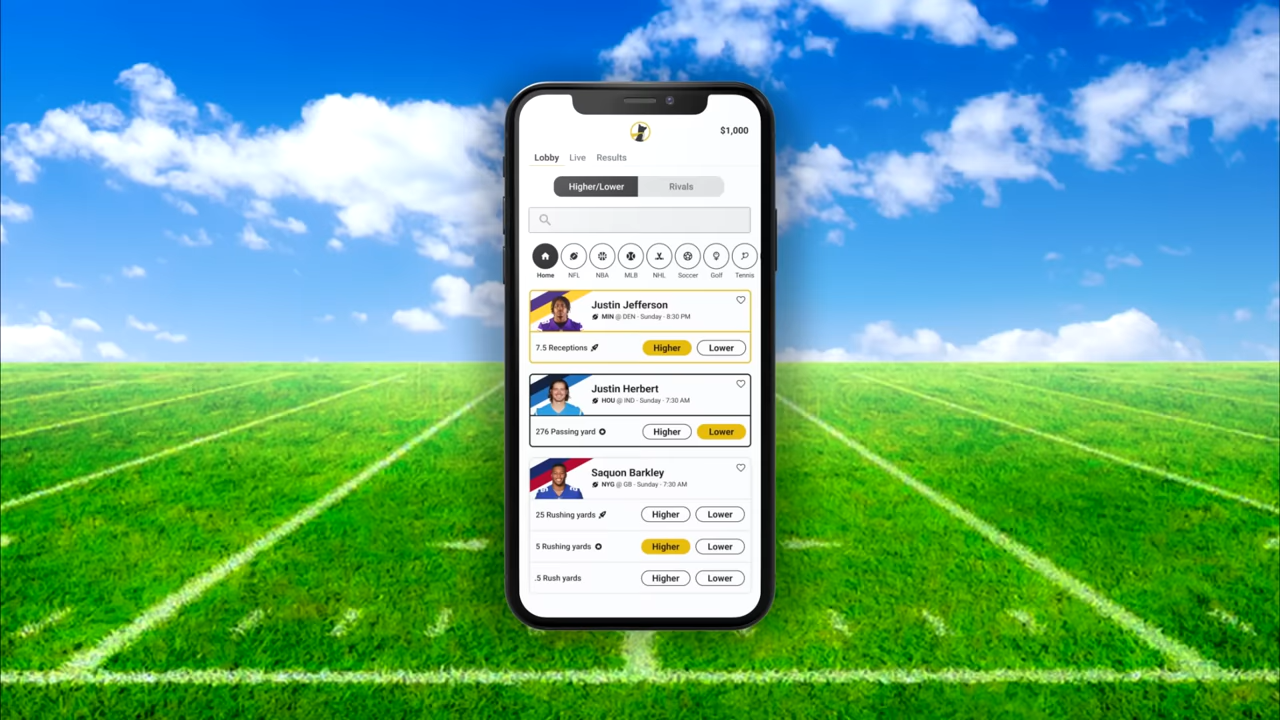 $1,000
Lobby Live Results
Higher/Lower Rivals
Home NFL NBA MLB NHL Soccer Golf Tennis
Justin Jefferson
MIN @ DEN - Sunday - 8:30 PM
7.5 Receptions Higher Lower
Justin Herbert
HOU @ IND - Sunday - 7:30 AM
276 Passing yard Higher Lower
Saquon Barkley
NYG @ GB - Sunday - 7:30 AM
25 Rushing yards Higher Lower
5 Rushing yards Higher Lower
.5 Rush yards Higher Lower